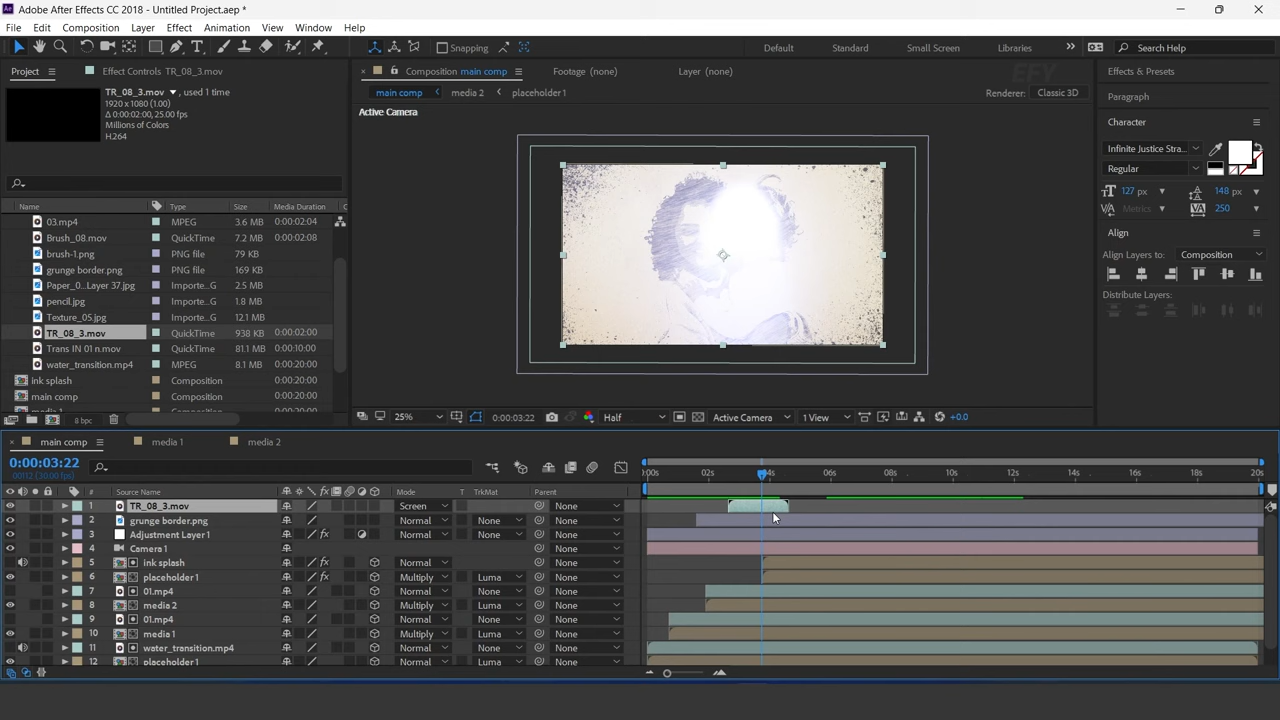 Adobe After Effects CC 2018 - Untitled Project.aep *
File Edit Composition Layer Effect Animation View Window Help
Snapping Default Standard Small Screen Libraries Search Help
Project Effect Controls TR_08_3.mov
TR_08_3.mov , used 1 time
1920 x 1080 (1.00)
Δ 0:00:02:00, 25.00 fps
Millions of Colors
H.264
Name Type Size Media Duration
03.mp4 MPEG 3.6 MB 0:00:02:04
Brush_08.mov QuickTime 7.2 MB 0:00:02:08
brush-1.png PNG file 79 KB
grunge border.png PNG file 169 KB
Paper_0...Layer 37.jpg Importe...G 2.5 MB
pencil.jpg Importe...G 1.8 MB
Texture_05.jpg Importe...G 12.1 MB
TR_08_3.mov QuickTime 938 KB 0:00:02:00
Trans IN 01 n.mov QuickTime 81.1 MB 0:00:10:00
water_transition.mp4 MPEG 8.1 MB 0:00:20:00
ink splash Composition 0:00:20:00
main comp Composition 0:00:20:00
8 bpc
Composition main comp Footage (none) Layer (none)
EFY
main comp media 2 placeholder1 Renderer: Classic 3D
Active Camera
25% 0:00:03:22 Half Active Camera 1 View +0.0
Effects & Presets
Paragraph
Character
Infinite Justice Stra...
Regular
127 px 148 px
Metrics 250
Align
Align Layers to: Composition
Distribute Layers:
main comp media 1 media 2
0:00:03:22
00112 (30.00 fps)
# Source Name Mode T TrkMat Parent
:00s 02s 04s 06s 08s 10s 12s 14s 16s 18s 20s
1 TR_08_3.mov Screen None
2 grunge border.png Normal None None
3 Adjustment Layer 1 Normal None None
4 Camera 1 None
5 ink splash Normal None None
6 placeholder1 Multiply Luma None
7 01.mp4 Normal None None
8 media 2 Multiply Luma None
9 01.mp4 Normal None None
10 media 1 Multiply Luma None
11 water_transition.mp4 Normal None None
12 placeholder1 Multiply Luma None